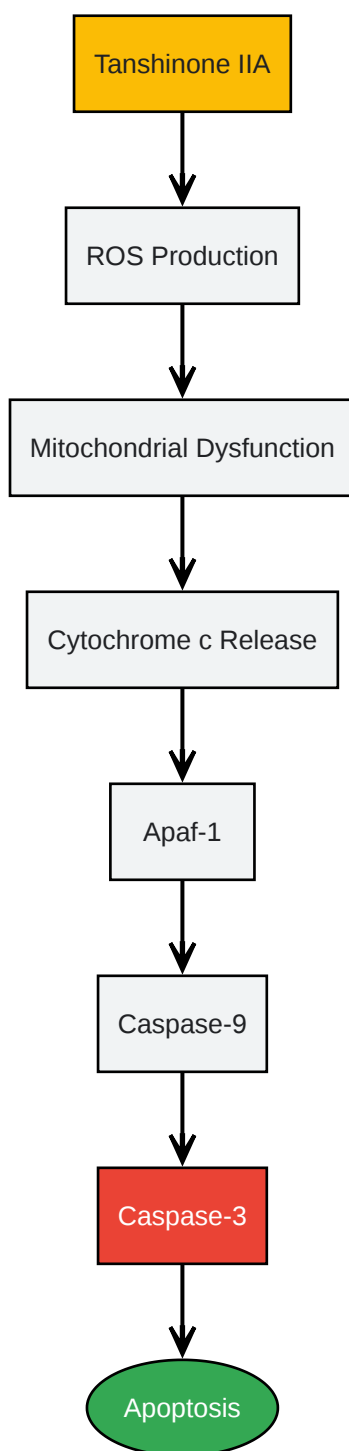 Tanshinone IIA
ROS Production
Mitochondrial Dysfunction
Cytochrome c Release
Apaf-1
Caspase-9
Caspase-3
Apoptosis